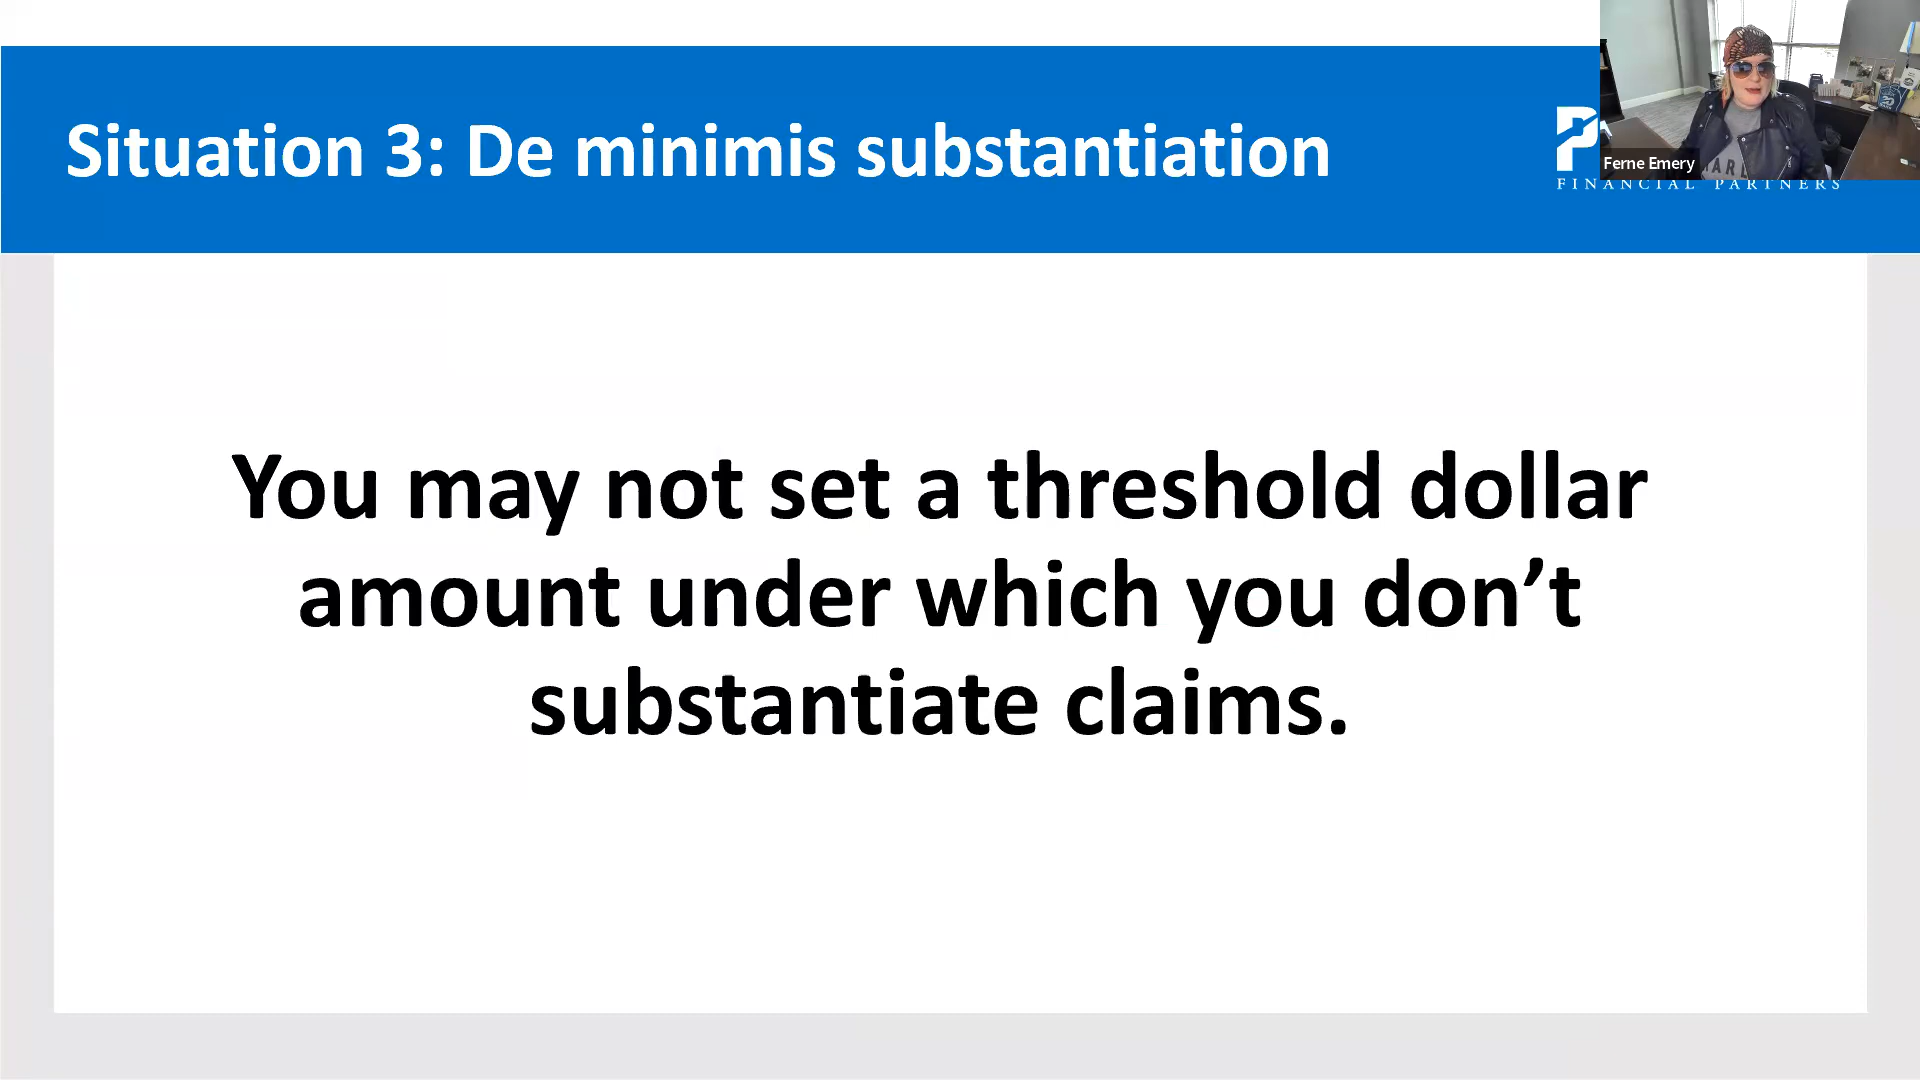 Situation 3: De minimis substantiation
P
FINANCIAL PARTNERS
Ferne Emery
You may not set a threshold dollar
amount under which you don’t
substantiate claims.